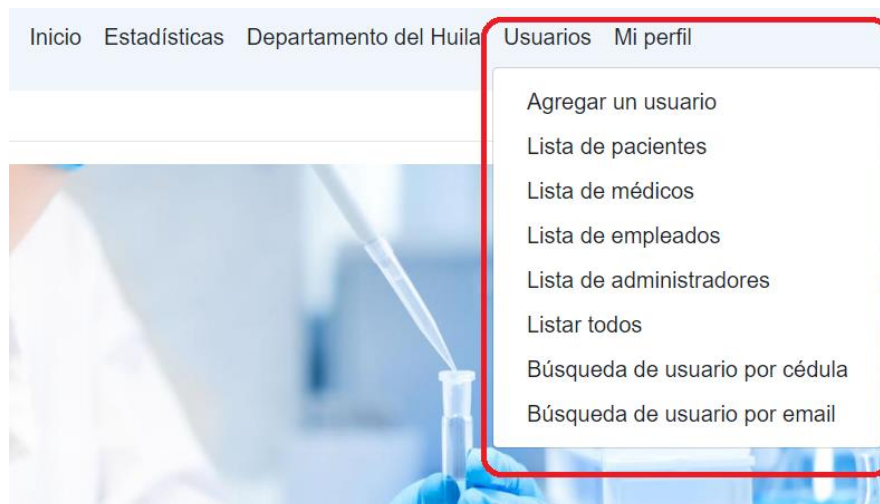 Inicio Estadísticas Departamento del Huila Usuarios Mi perfil
Agregar un usuario
Lista de pacientes
Lista de médicos
Lista de empleados
Lista de administradores
Listar todos
Búsqueda de usuario por cédula
Búsqueda de usuario por email